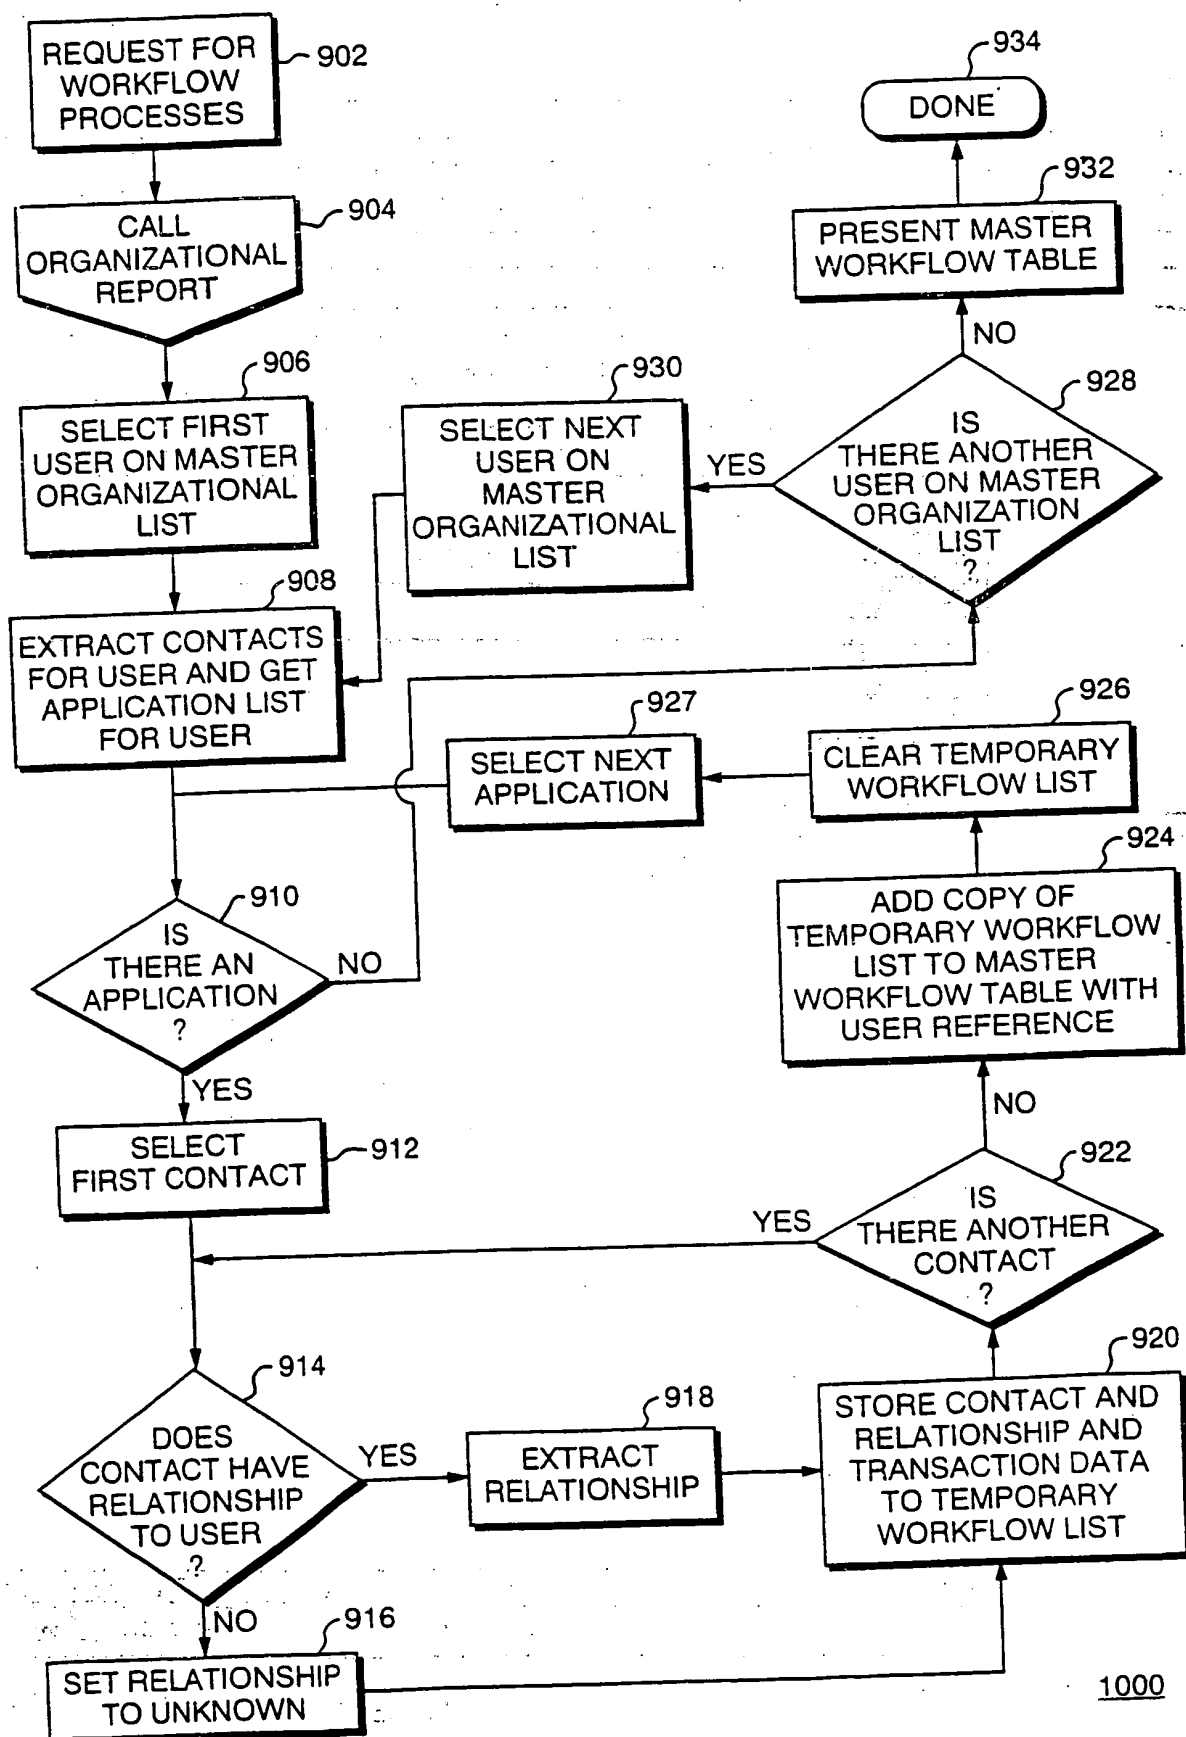 REQUEST FOR
WORKFLOW
PROCESSES
902
CALL
ORGANIZATIONAL
REPORT
904
SELECT FIRST
USER ON MASTER
ORGANIZATIONAL
LIST
906
EXTRACT CONTACTS
FOR USER AND GET
APPLICATION LIST
FOR USER
908
IS
THERE AN
APPLICATION
?
910
NO
YES
SELECT
FIRST CONTACT
912
DOES
CONTACT HAVE
RELATIONSHIP
TO USER
?
914
YES
NO
SET RELATIONSHIP
TO UNKNOWN
916
EXTRACT
RELATIONSHIP
918
STORE CONTACT AND
RELATIONSHIP AND
TRANSACTION DATA
TO TEMPORARY
WORKFLOW LIST
920
IS
THERE ANOTHER
CONTACT
?
922
YES
NO
ADD COPY OF
TEMPORARY WORKFLOW
LIST TO MASTER
WORKFLOW TABLE WITH
USER REFERENCE
924
CLEAR TEMPORARY
WORKFLOW LIST
926
SELECT NEXT
APPLICATION
927
IS
THERE ANOTHER
USER ON MASTER
ORGANIZATION
LIST
?
928
YES
NO
SELECT NEXT
USER ON
MASTER
ORGANIZATIONAL
LIST
930
PRESENT MASTER
WORKFLOW TABLE
932
DONE
934
1000